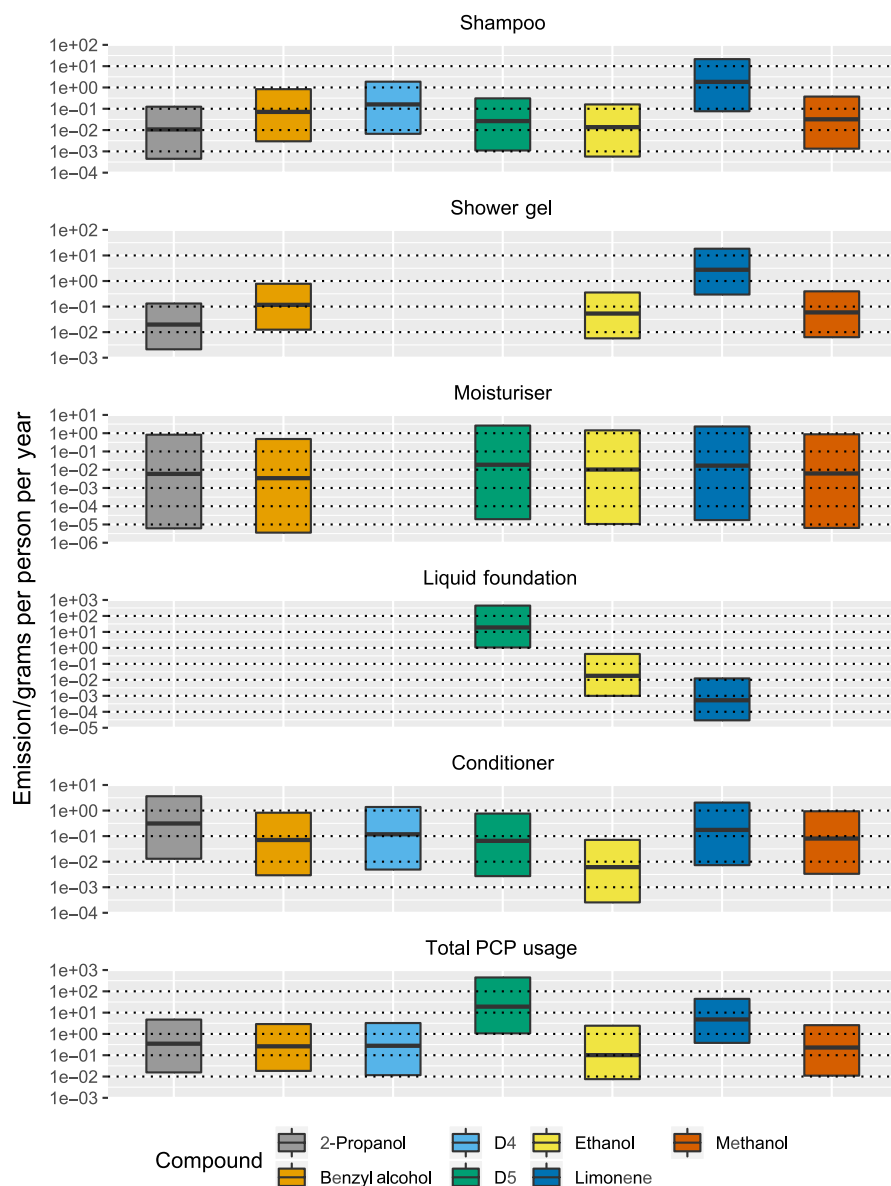 Shampoo
1e+02
1e+01
1e+00
1e−01
1e−02
1e−03
1e−04
Shower gel
1e+02
1e+01
1e+00
1e−01
1e−02
1e−03
Moisturiser
1e+01
1e+00
1e−01
1e−02
1e−03
1e−04
1e−05
1e−06
Emission/grams per person per year
Liquid foundation
1e+03
1e+02
1e+01
1e+00
1e−01
1e−02
1e−03
1e−04
1e−05
Conditioner
1e+01
1e+00
1e−01
1e−02
1e−03
1e−04
Total PCP usage
1e+03
1e+02
1e+01
1e+00
1e−01
1e−02
1e−03
Compound
2-Propanol
D4
Ethanol
Methanol
Benzyl alcohol
D5
Limonene